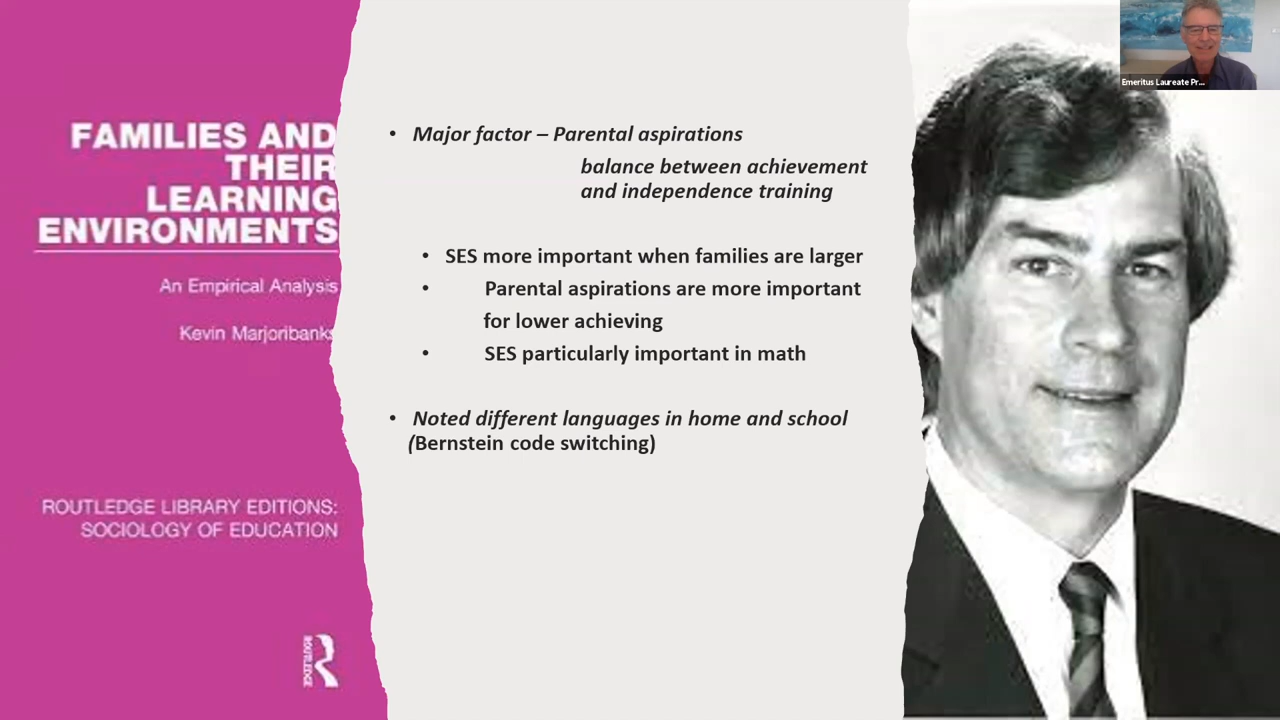 FAMILIES AND
THEIR
LEARNING
ENVIRONMENTS
An Empirical Analysis
Kevin Marjoribanks
ROUTLEDGE LIBRARY EDITIONS:
SOCIOLOGY OF EDUCATION
ROUTLEDGE
• Major factor – Parental aspirations
balance between achievement
and independence training
• SES more important when families are larger
• Parental aspirations are more important
for lower achieving
• SES particularly important in math
• Noted different languages in home and school
(Bernstein code switching)
Emeritus Laureate Pr...